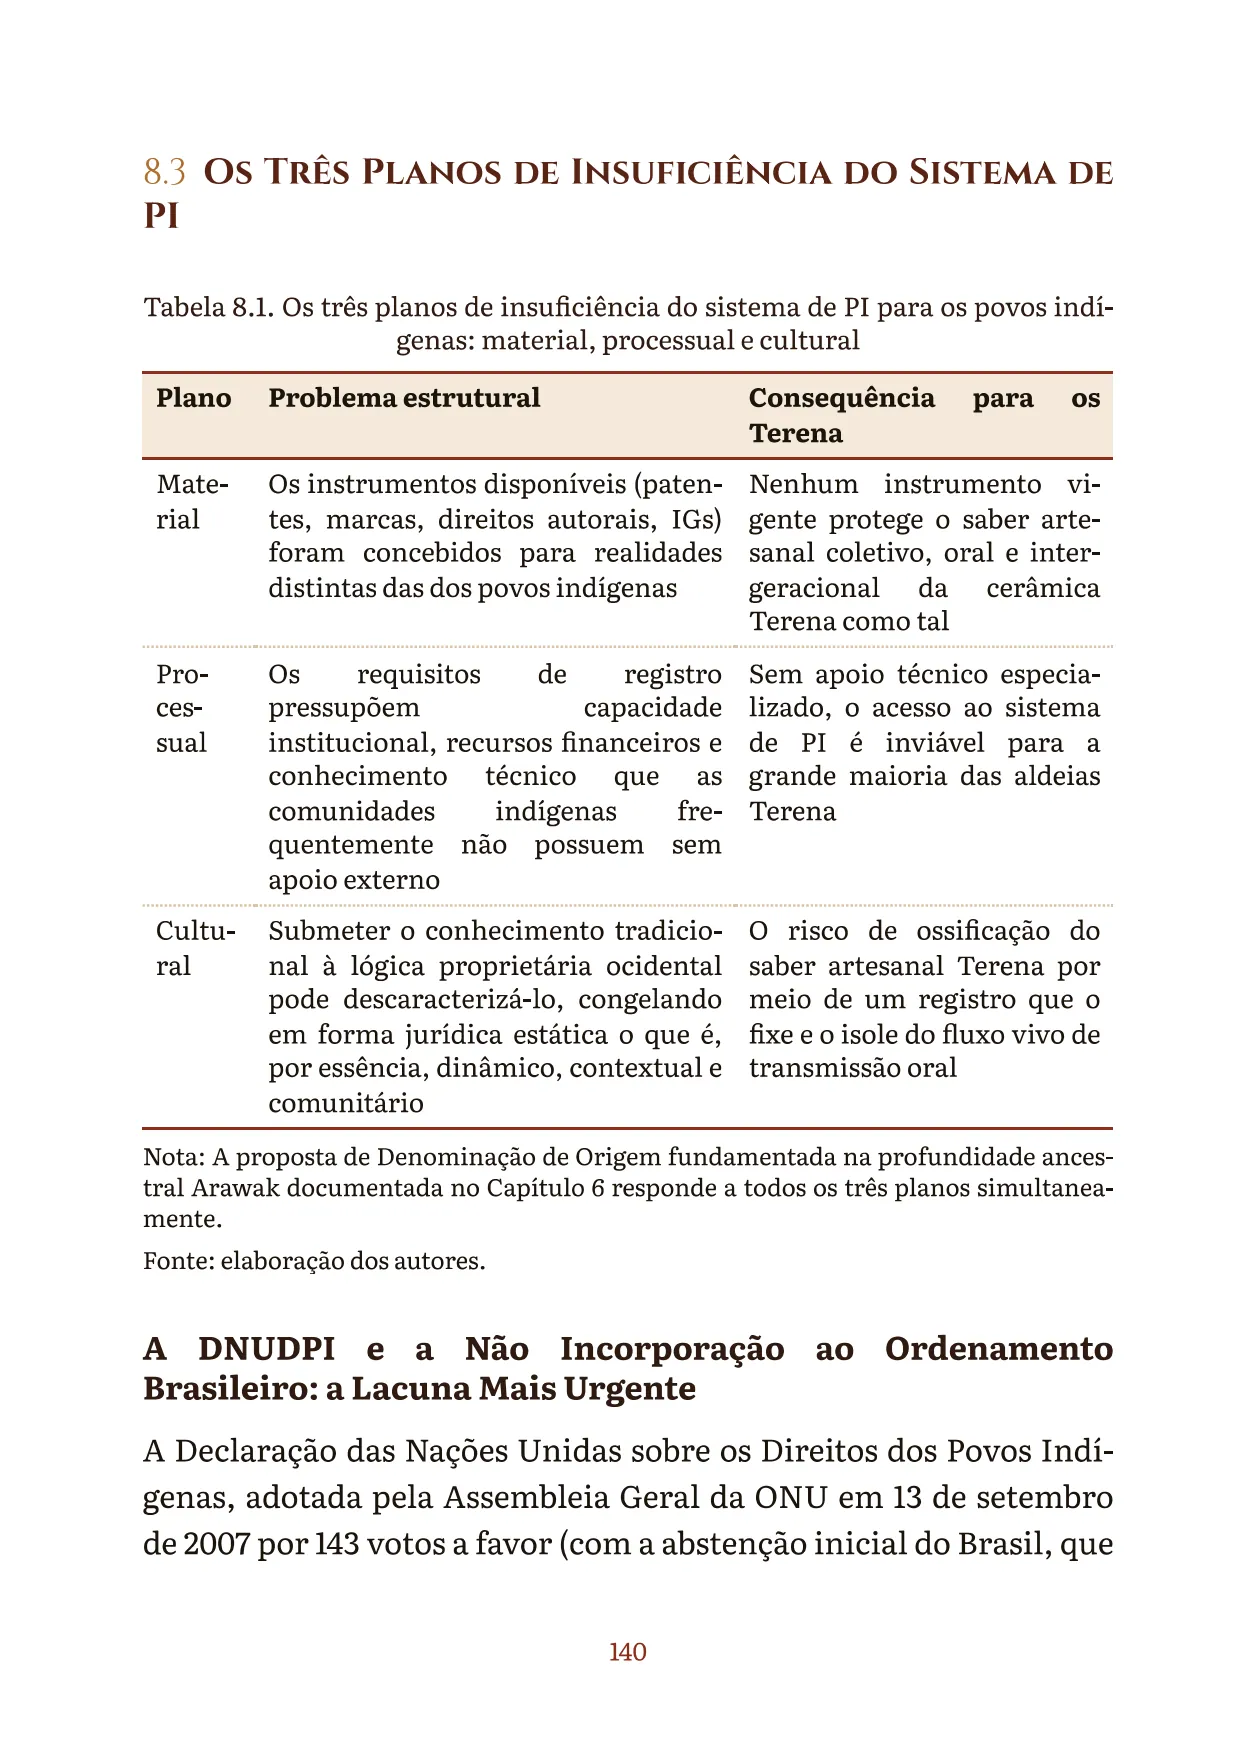 8.3 Os Três Planos de Insuficiência do Sistema de
PI
Tabela 8.1. Os três planos de insuficiência do sistema de PI para os povos indí-
genas: material, processual e cultural
Plano Problema estrutural Consequência para os
Terena
Mate-
rial
Os instrumentos disponíveis (paten-
tes, marcas, direitos autorais, IGs)
foram concebidos para realidades
distintas das dos povos indígenas
Nenhum instrumento vi-
gente protege o saber arte-
sanal coletivo, oral e inter-
geracional da cerâmica
Terena como tal
Pro-
ces-
sual
Os requisitos de registro
pressupõem capacidade
institucional, recursos financeiros e
conhecimento técnico que as
comunidades indígenas fre-
quentemente não possuem sem
apoio externo
Sem apoio técnico especia-
lizado, o acesso ao sistema
de PI é inviável para a
grande maioria das aldeias
Terena
Cultu-
ral
Submeter o conhecimento tradicio-
nal à lógica proprietária ocidental
pode descaracterizá-lo, congelando
em forma jurídica estática o que é,
por essência, dinâmico, contextual e
comunitário
O risco de ossificação do
saber artesanal Terena por
meio de um registro que o
fixe e o isole do fluxo vivo de
transmissão oral
Nota: A proposta de Denominação de Origem fundamentada na profundidade ances-
tral Arawak documentada no Capítulo 6 responde a todos os três planos simultanea-
mente.
Fonte: elaboração dos autores.
A DNUDPI e a Não Incorporação ao Ordenamento
Brasileiro: a Lacuna Mais Urgente
A Declaração das Nações Unidas sobre os Direitos dos Povos Indí-
genas, adotada pela Assembleia Geral da ONU em 13 de setembro
de 2007 por 143 votos a favor (com a abstenção inicial do Brasil, que
140